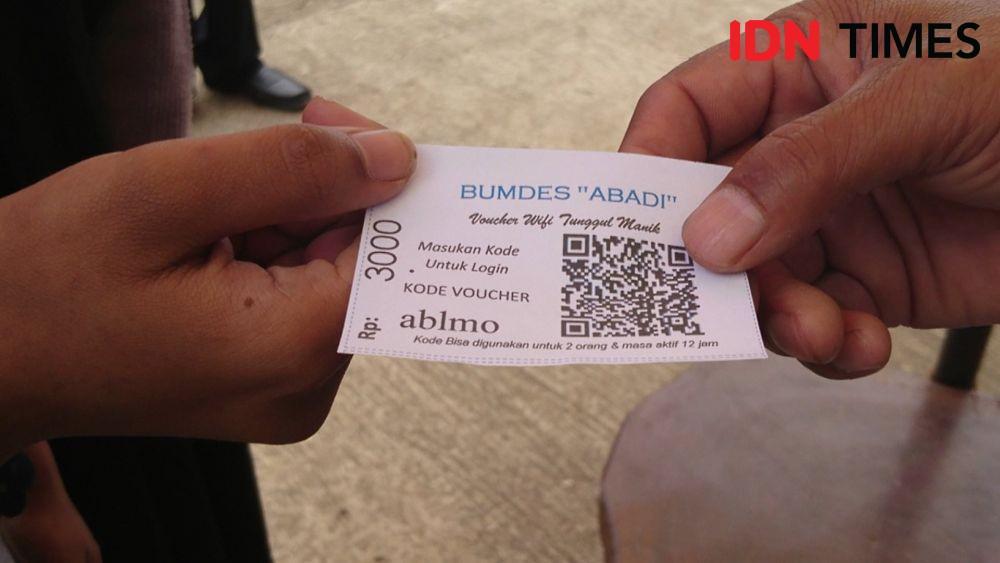 IDN TIMES
BUMDES "ABADI"
Voucher Wifi Tunggul Manik
Rp: 3000
Masukan Kode
Untuk Login
KODE VOUCHER
ablmo
Kode Bisa digunakan untuk 2 orang & masa aktif 12 jam